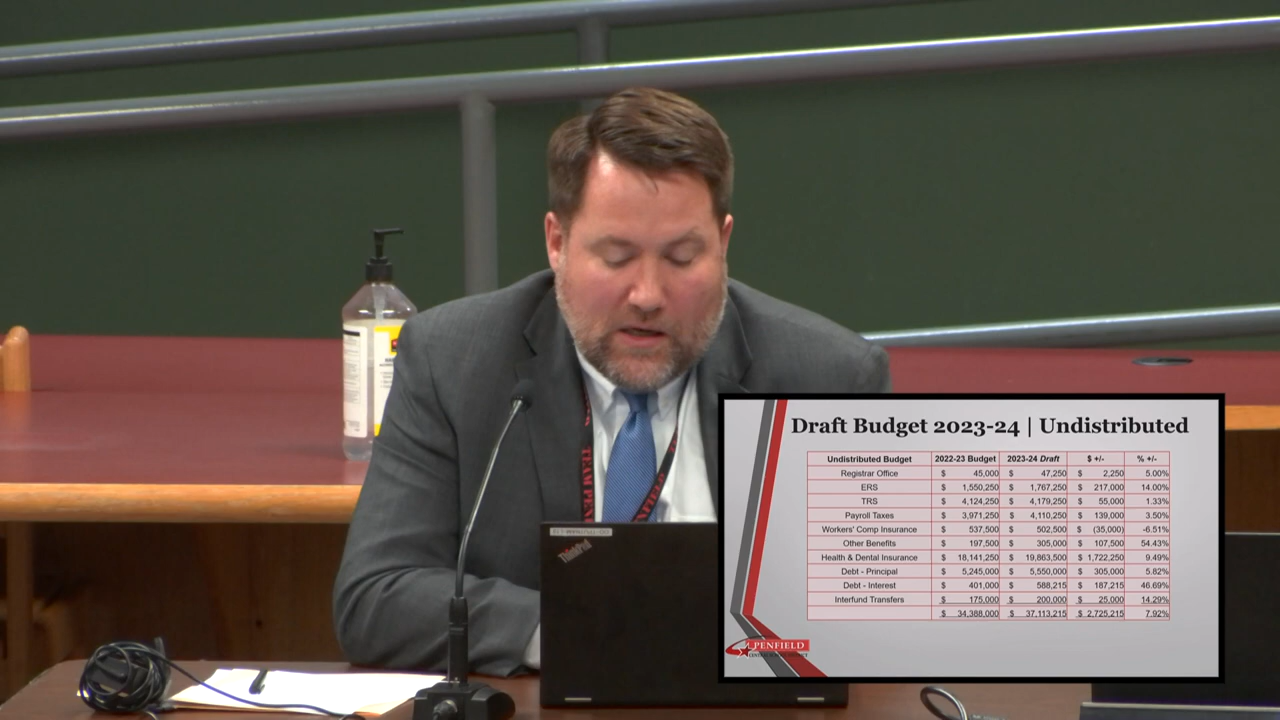 Draft Budget 2023-24 | Undistributed
Undistributed Budget 2022-23 Budget 2023-24 Draft $ +/- % +/-
Registrar Office $ 45,000 $ 47,250 $ 2,250 5.00%
ERS $ 1,550,250 $ 1,767,250 $ 217,000 14.00%
TRS $ 4,124,250 $ 4,179,250 $ 55,000 1.33%
Payroll Taxes $ 3,971,250 $ 4,110,250 $ 139,000 3.50%
Workers' Comp Insurance $ 537,500 $ 502,500 $ (35,000) -6.51%
Other Benefits $ 197,500 $ 305,000 $ 107,500 54.43%
Health & Dental Insurance $ 18,141,250 $ 19,863,500 $ 1,722,250 9.49%
Debt - Principal $ 5,245,000 $ 5,550,000 $ 305,000 5.82%
Debt - Interest $ 401,000 $ 588,215 $ 187,215 46.69%
Interfund Transfers $ 175,000 $ 200,000 $ 25,000 14.29%
$ 34,388,000 $ 37,113,215 $ 2,725,215 7.92%
PENFIELD
ThinkPad
TEAM PEN
NFIELD